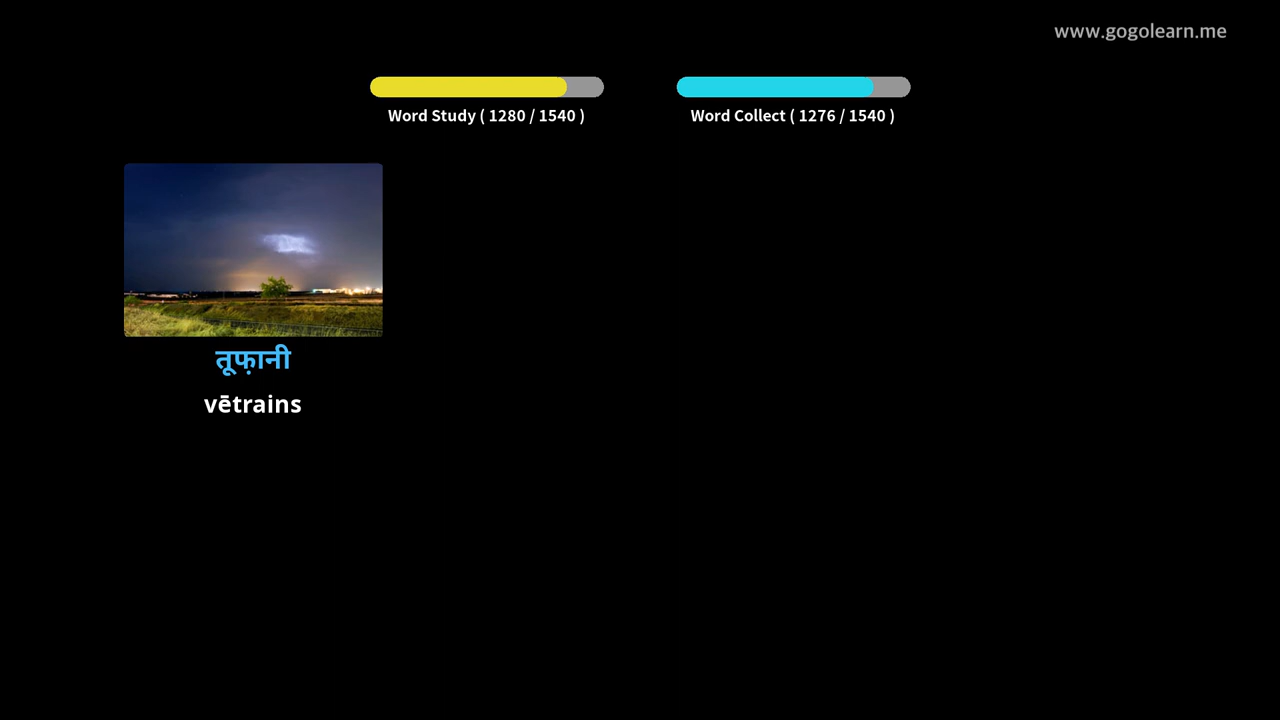 www.gogolearn.me
Word Study ( 1280 / 1540 )
Word Collect ( 1276 / 1540 )
तूफ़ानी
vētrains